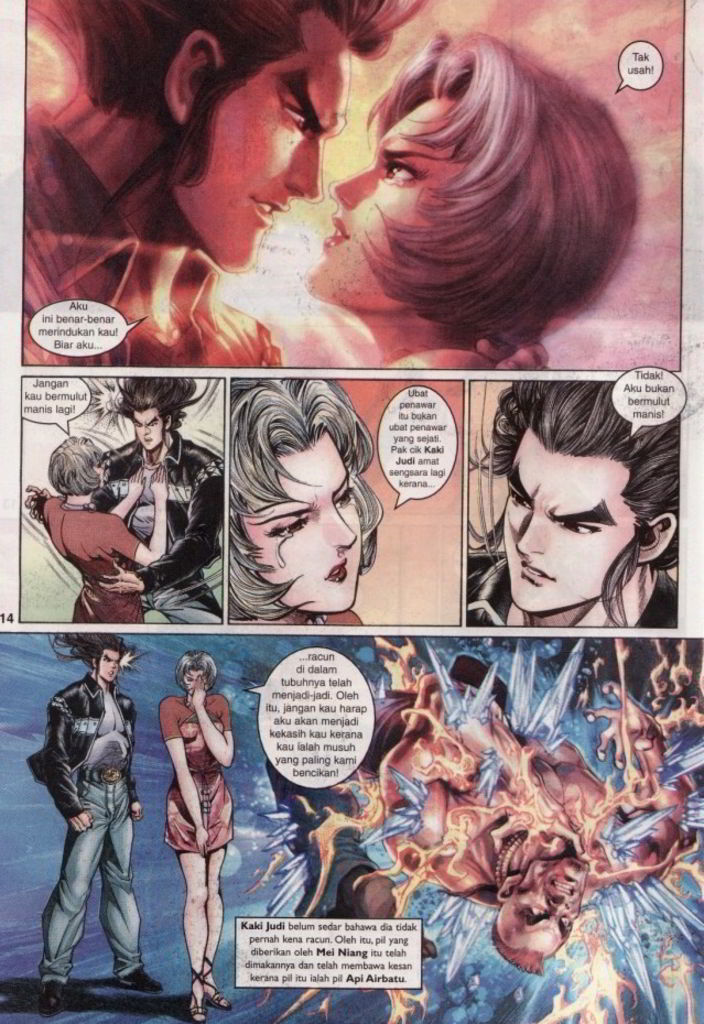 Tak
usah!
Aku
ini benar-benar
merindukan kau!
Biar aku...
Jangan
kau bermulut
manis lagi!
Ubat
penawar
itu bukan
ubat penawar
yang sejati.
Pak cik Kaki
Judi amat
sengsara lagi
kerana...
Tidak!
Aku bukan
bermulut
manis!
14
...racun
di dalam
tubuhnya telah
menjadi-jadi. Oleh
itu, jangan kau harap
aku akan menjadi
kekasih kau kerana
kau ialah musuh
yang paling kami
bencikan!
Kaki Judi belum sedar bahawa dia tidak
pernah kena racun. Oleh itu, pil yang
diberikan oleh Mei Niang itu telah
dimakannya dan telah membawa kesan
kerana pil itu ialah pil Api Airbatu.